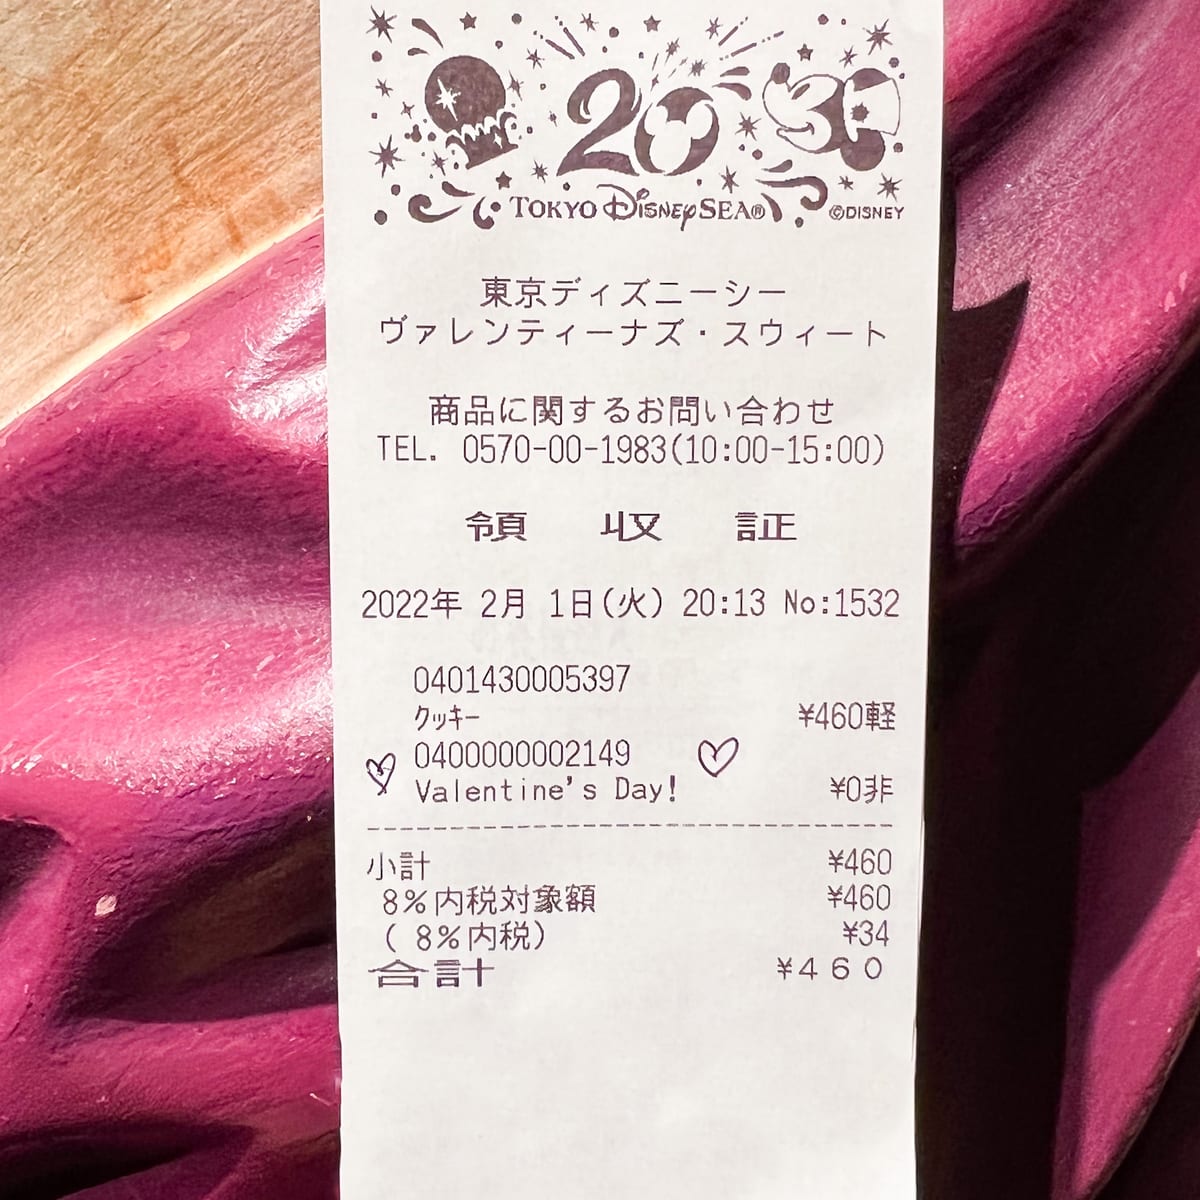 20
TOKYO DISNEY SEA® ©DISNEY
東京ディズニーシー
ヴァレンティーナズ・スウィート
商品に関するお問い合わせ
TEL. 0570-00-1983(10:00-15:00)
領 収 証
2022年 2月 1日(火) 20:13 No:1532
0401430005397
クッキー ¥460軽
0400000002149
Valentine's Day! ¥0非
小計 ¥460
8%内税対象額 ¥460
( 8%内税) ¥34
合計 ¥460